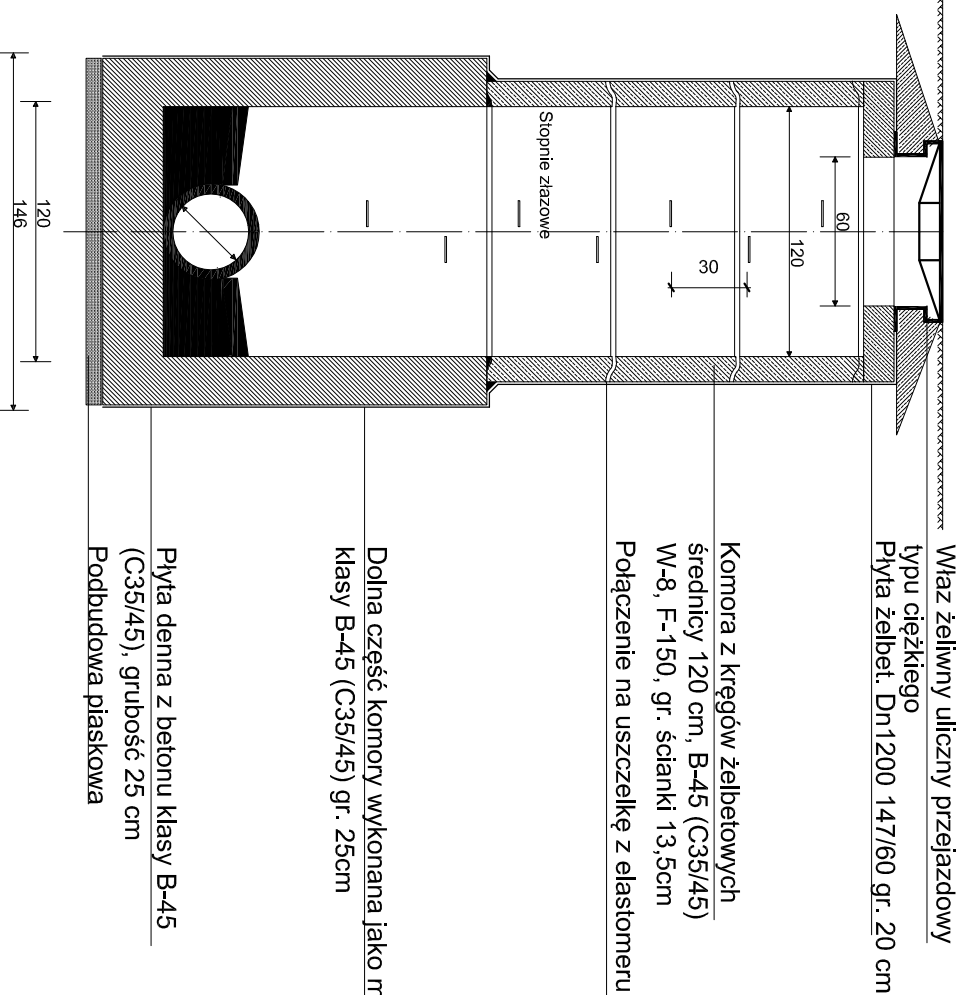 Właz żeliwny uliczny przejazdowy
typu ciężkiego
Płyta żelbet. Dn1200 147/60 gr. 20 cm
Komora z kręgów żelbetowych
średnicy 120 cm, B-45 (C35/45)
W-8, F-150, gr. ścianki 13,5cm
Połączenie na uszczelkę z elastomeru
Dolna część komory wykonana jako
klasy B-45 (C35/45) gr. 25cm
Płyta denna z betonu klasy B-45
(C35/45), grubość 25 cm
Podbudowa piaskowa
60
120
30
Stopnie złazowe
120
146